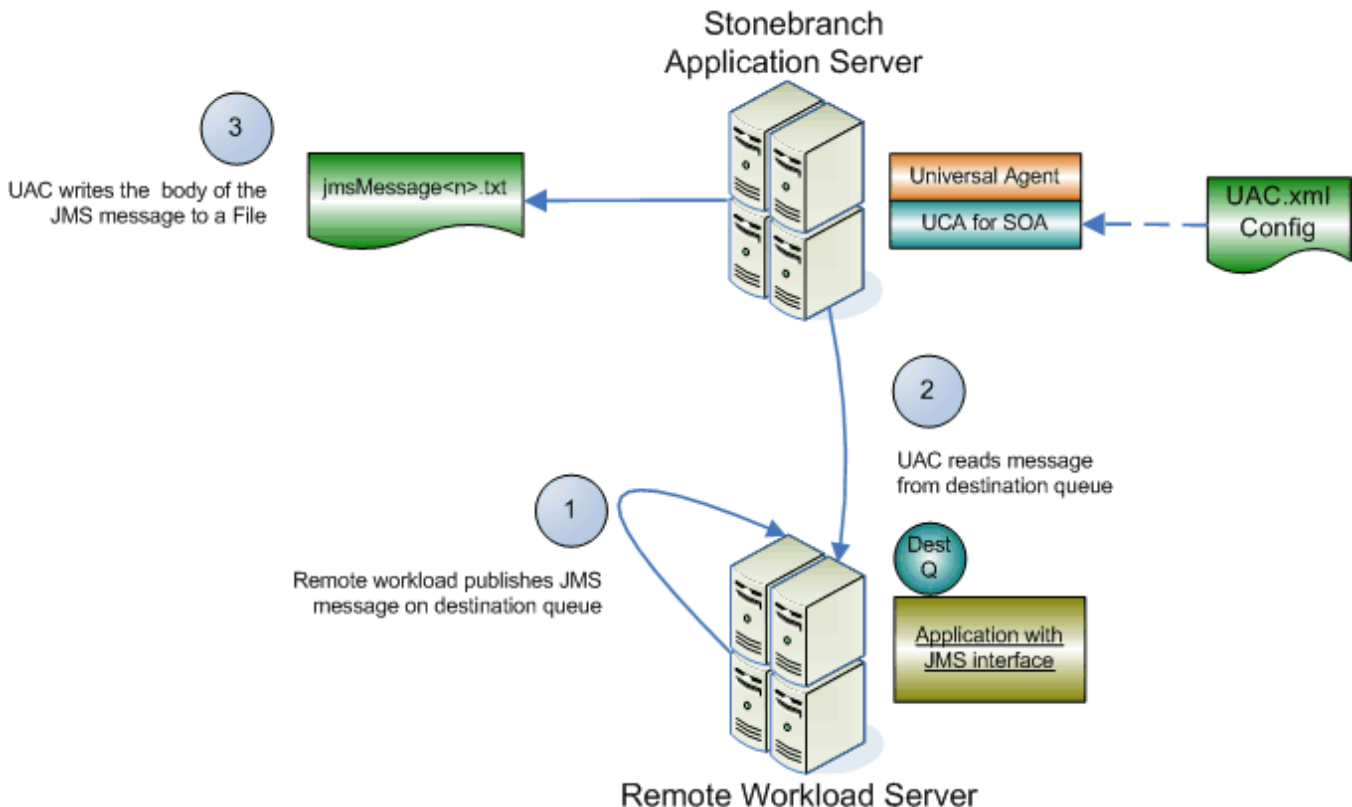 Stonebranch
Application Server
3
UAC writes the body of the
JMS message to a File
jmsMessage<n>.txt
Universal Agent
UCA for SOA
UAC.xml
Config
2
UAC reads message
from destination queue
1
Remote workload publishes JMS
message on destination queue
Dest
Q
Application with
JMS interface
Remote Workload Server